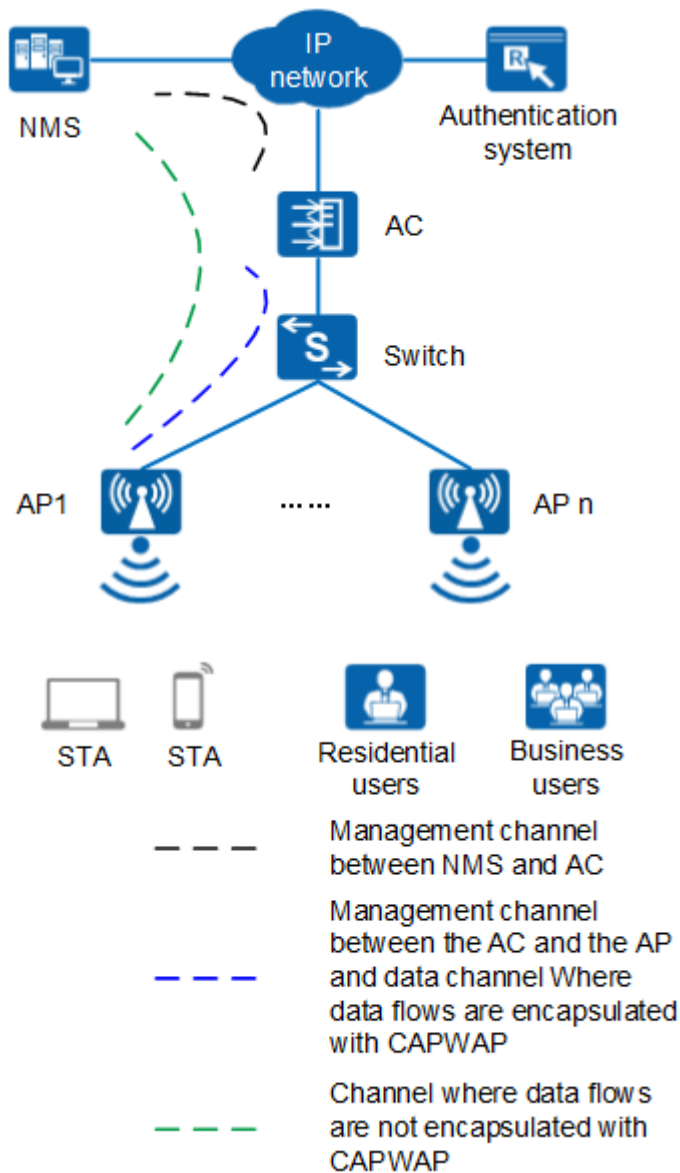 IP
network
NMS
Authentication
system
R
AC
S
Switch
AP1
... ...
AP n
STA
STA
Residential
users
Business
users
Management channel
between NMS and AC
Management channel
between the AC and the AP
and data channel Where
data flows are encapsulated
with CAPWAP
Channel where data flows
are not encapsulated with
CAPWAP